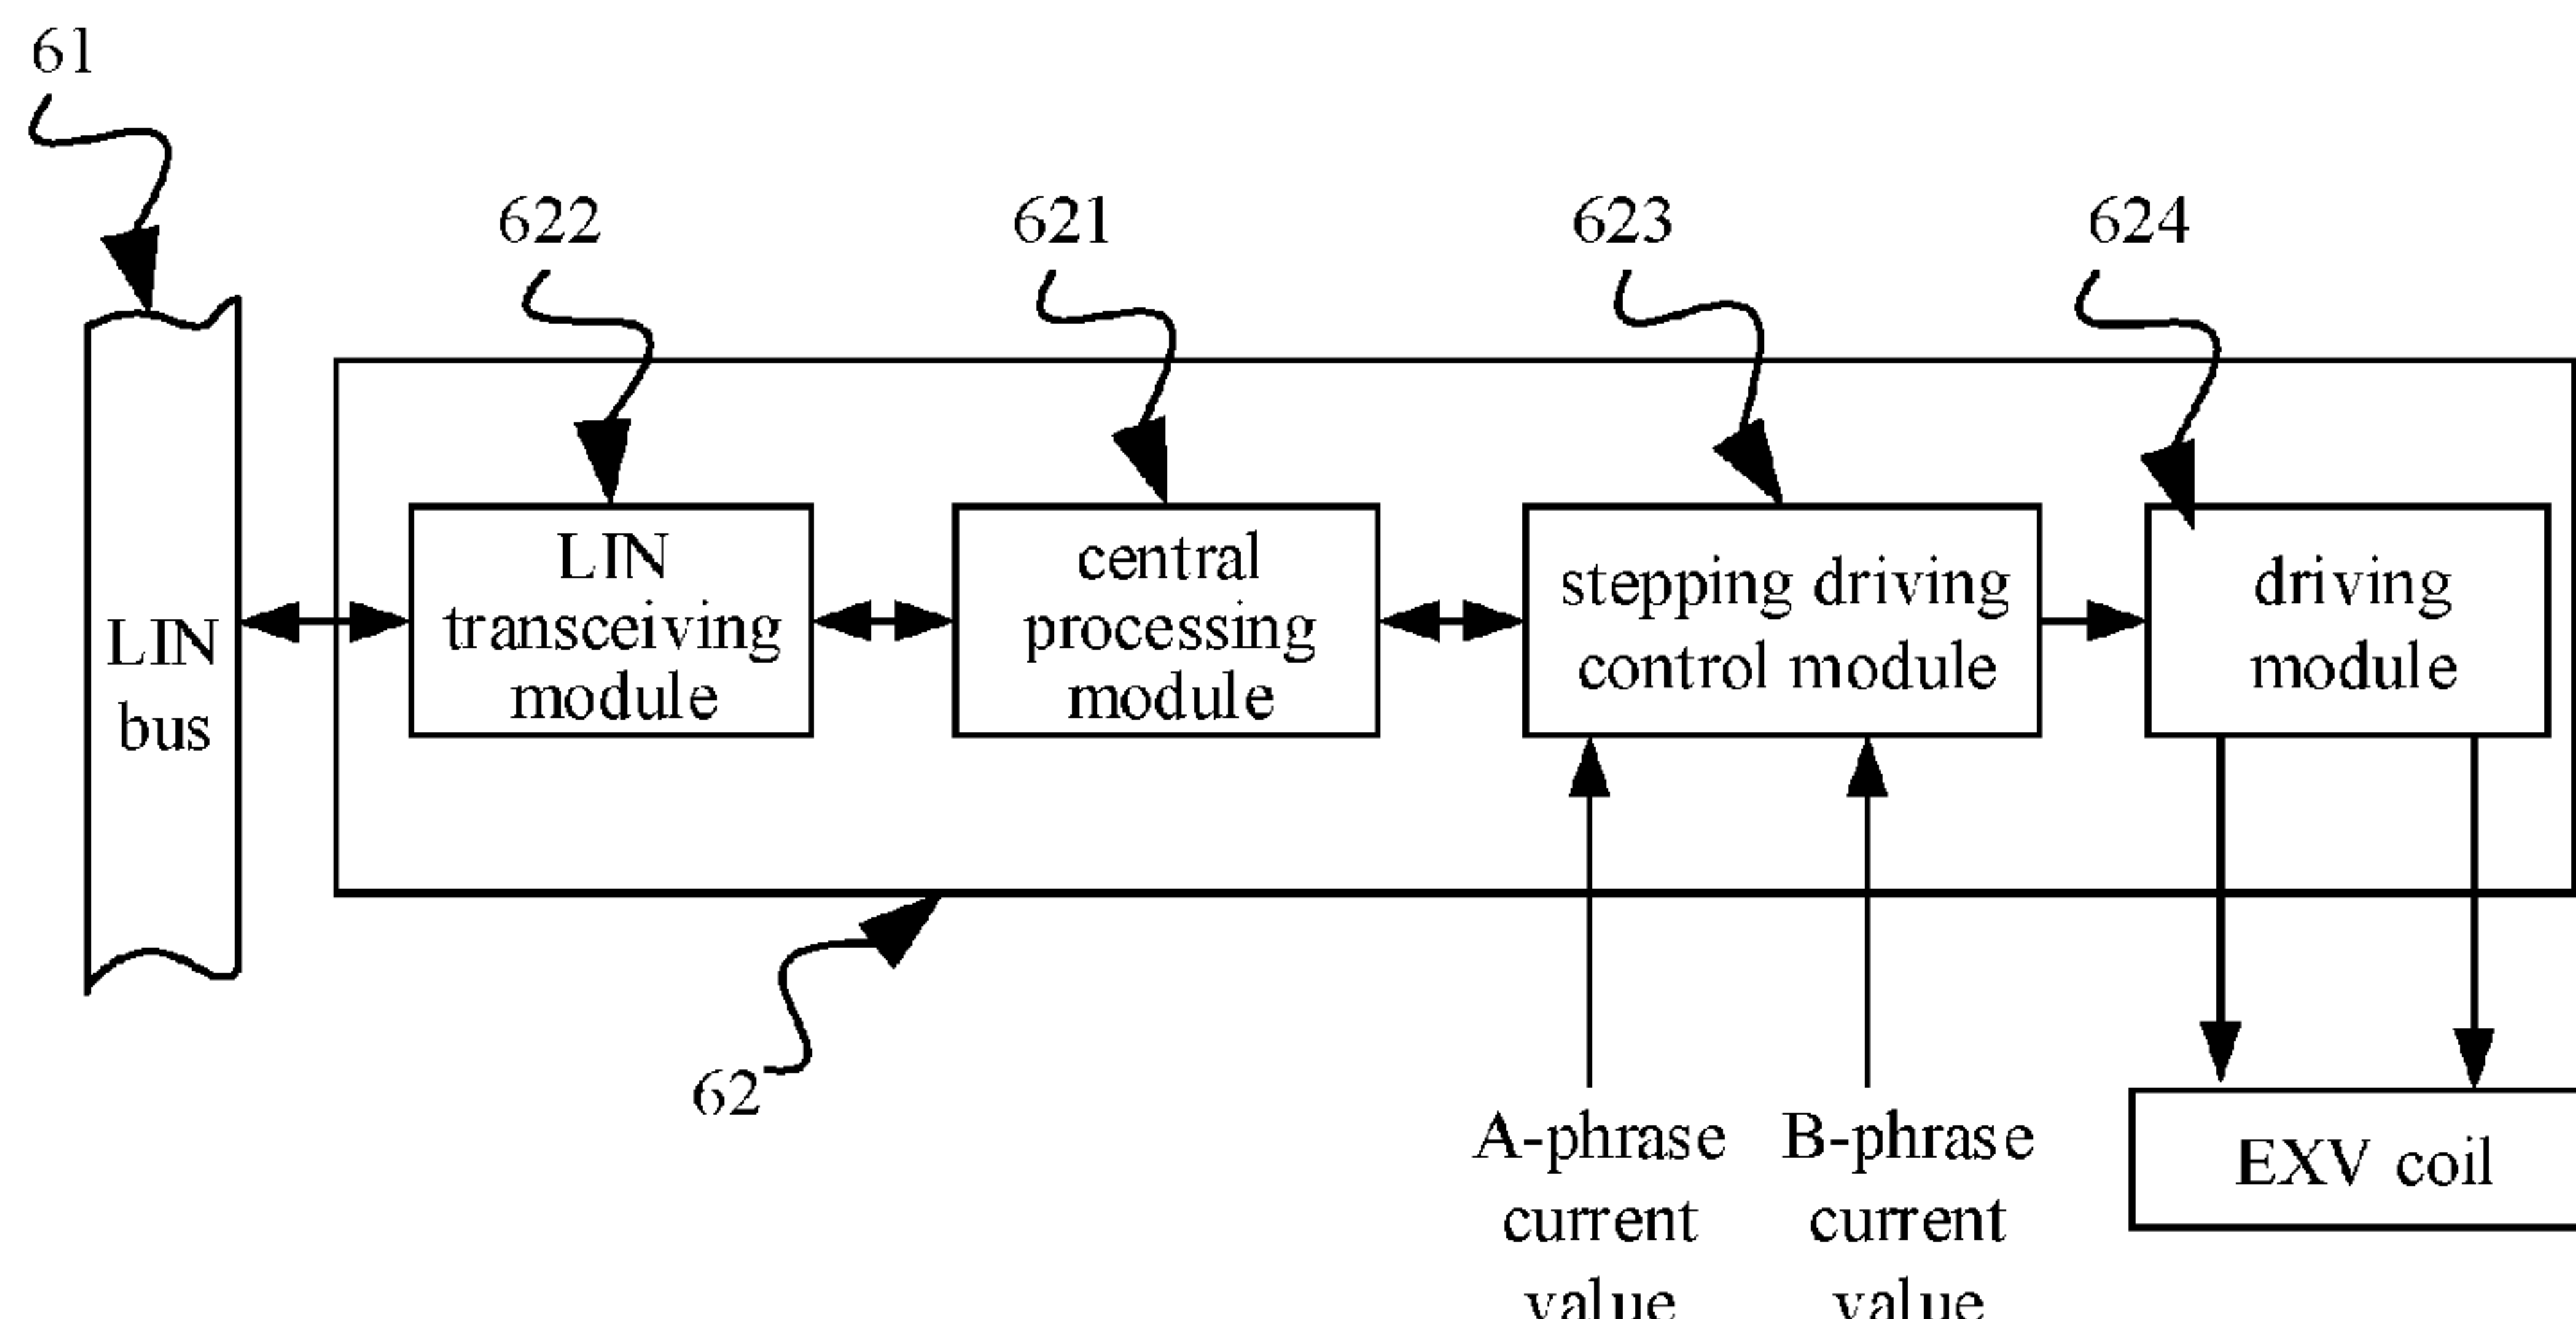 61
622
621
623
624
LIN
bus
LIN
transceiving
module
central
processing
module
stepping driving
control module
driving
module
62
A-phrase
current
value
B-phrase
current
value
EXV coil